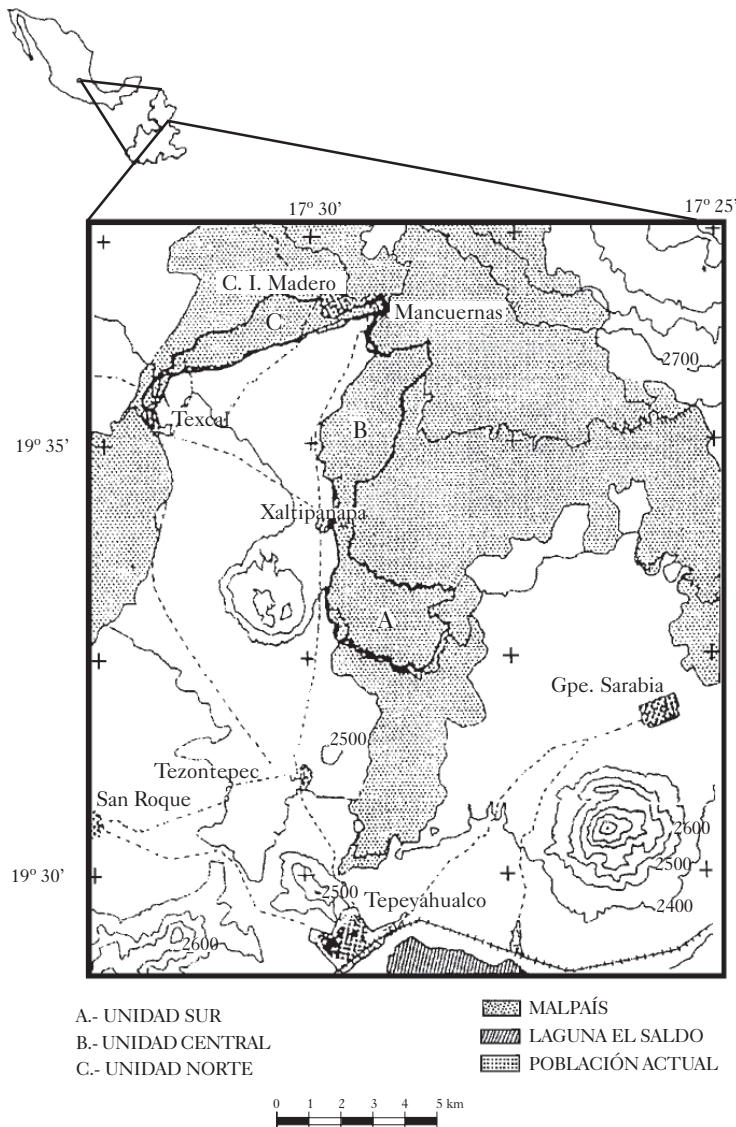 17º 30’ 17º 25’
C. I. Madero
C
Mancuernas
2700
Texcal
B
19º 35’
Xaltipanapa
A
Gpe. Sarabia
2500
Tezontepec
San Roque
2600
2500
2400
19º 30’
2500
Tepeyahualco
2600
A.- UNIDAD SUR
B.- UNIDAD CENTRAL
C.- UNIDAD NORTE
MALPAÍS
LAGUNA EL SALDO
POBLACIÓN ACTUAL
0 1 2 3 4 5 km